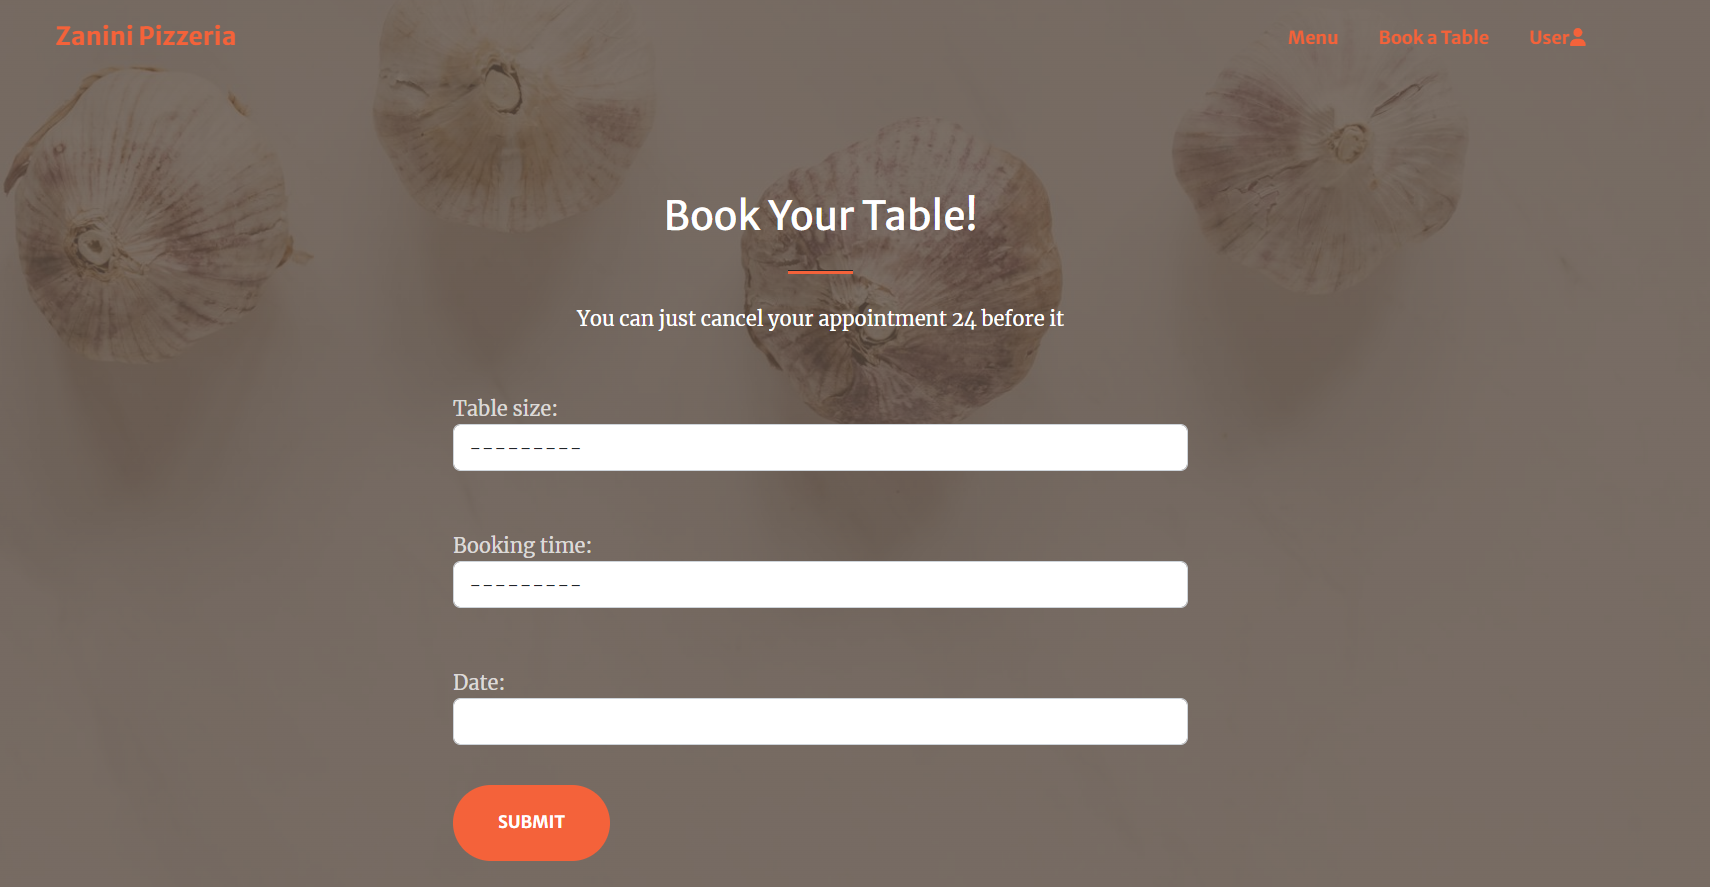 Zanini Pizzeria
Menu Book a Table User
Book Your Table!
You can just cancel your appointment 24 before it
Table size:
---------
Booking time:
---------
Date:
SUBMIT